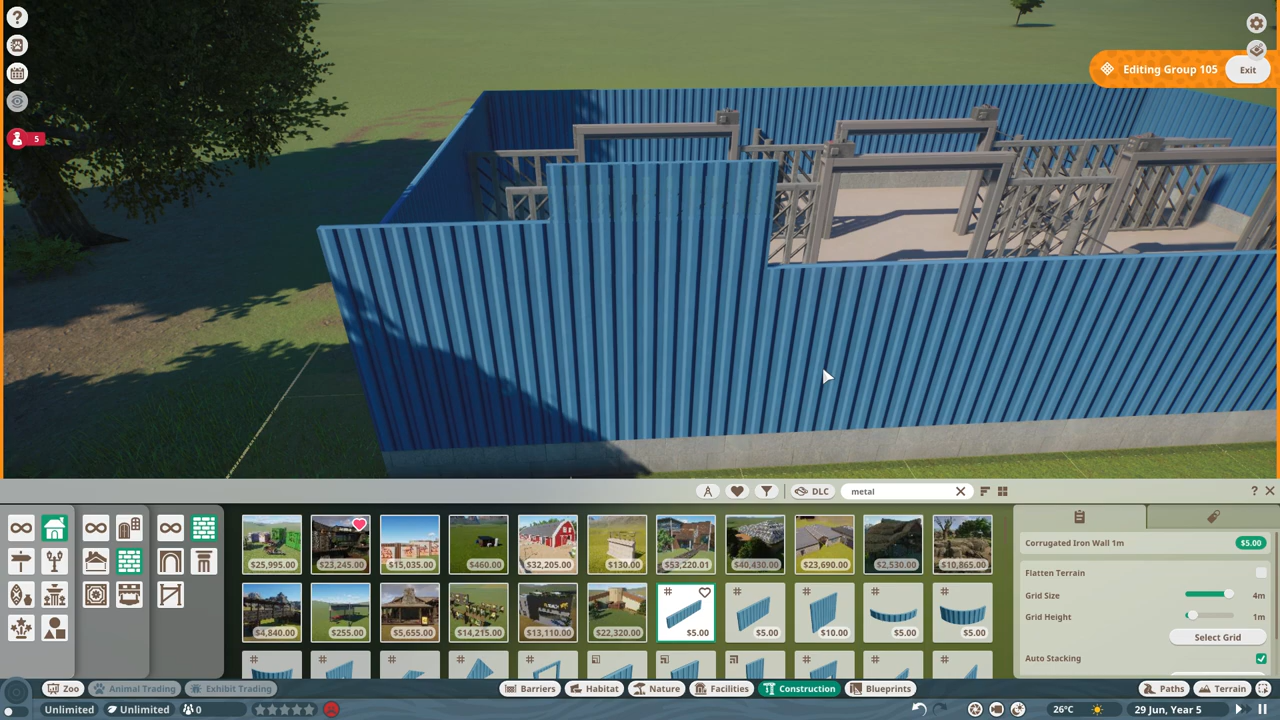 ?
Editing Group 105
Exit
5
DLC
metal
?
$25,995.00
$23,245.00
$15,035.00
$460.00
$32,205.00
$130.00
$53,220.01
$40,430.00
$23,690.00
$2,530.00
$10,865.00
$4,840.00
$255.00
$5,655.00
$14,215.00
$13,110.00
$22,320.00
$5.00
$5.00
$10.00
$5.00
$5.00
Corrugated Iron Wall 1m
$5.00
Flatten Terrain
Grid Size
4m
Grid Height
1m
Select Grid
Auto Stacking
Zoo
Animal Trading
Exhibit Trading
Barriers
Habitat
Nature
Facilities
Construction
Blueprints
Paths
Terrain
Unlimited
Unlimited
0
26°C
29 Jun, Year 5